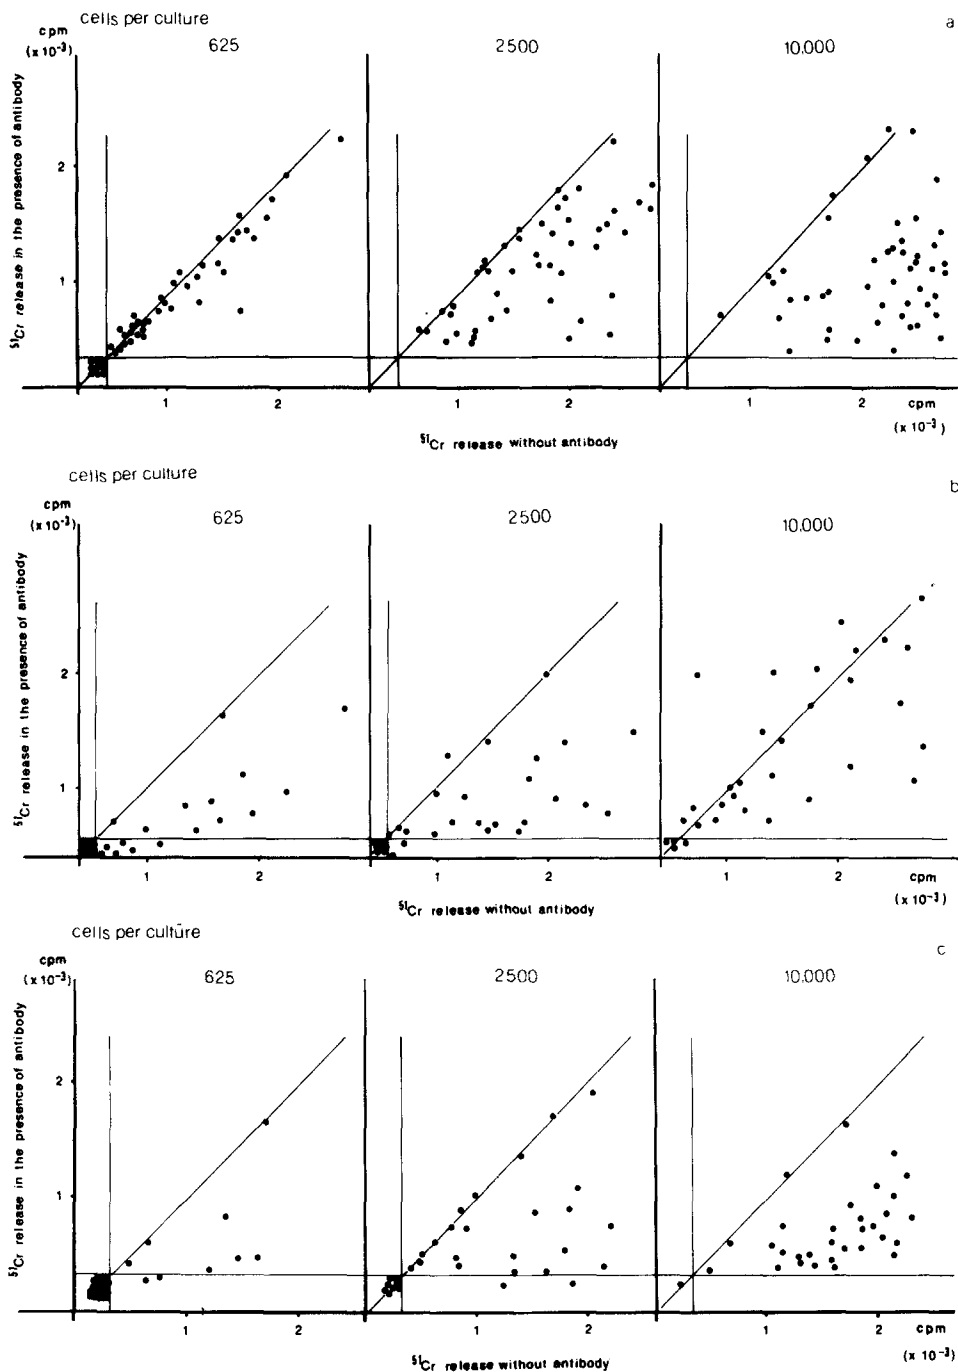 cells per culture
a
cpm
(x 10⁻³)
625
2500
10.000
⁵¹Cr release in the presence of antibody
2
1
1
2
1
2
1
2
cpm
(x 10⁻³)
⁵¹Cr release without antibody
cells per culture
b
cpm
(x 10⁻³)
625
2500
10.000
⁵¹Cr release in the presence of antibody
2
1
1
2
1
2
1
2
cpm
(x 10⁻³)
⁵¹Cr release without antibody
cells per culture
c
cpm
(x 10⁻³)
625
2500
10.000
⁵¹Cr release in the presence of antibody
2
1
1
2
1
2
1
2
cpm
(x 10⁻³)
⁵¹Cr release without antibody